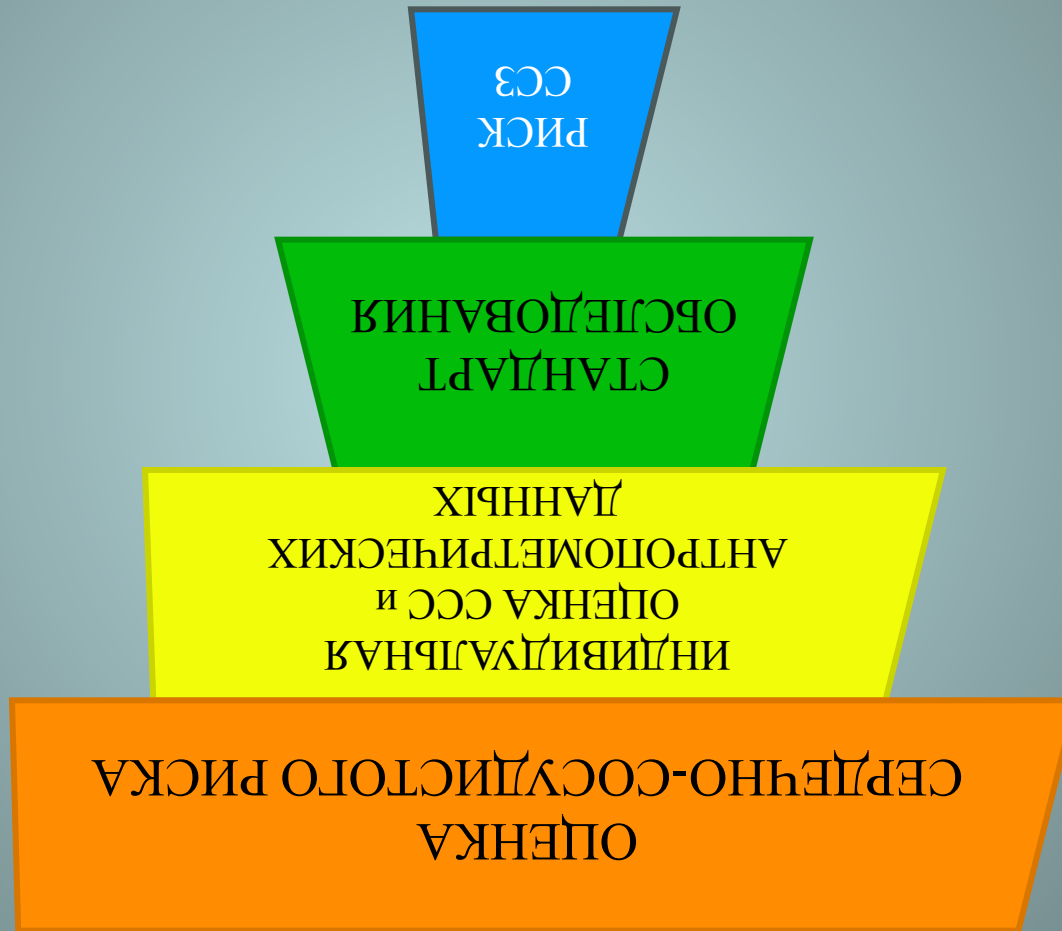 ОЦЕНКА
СЕРДЕЧНО-СОСУДИСТОГО РИСКА
ИНДИВИДУАЛЬНАЯ
ОЦЕНКА ССС и
АНТРОПОМЕТРИЧЕСКИХ
ДАННЫХ
СТАНДАРТ
ОБСЛЕДОВАНИЯ
РИСК
ССЗ